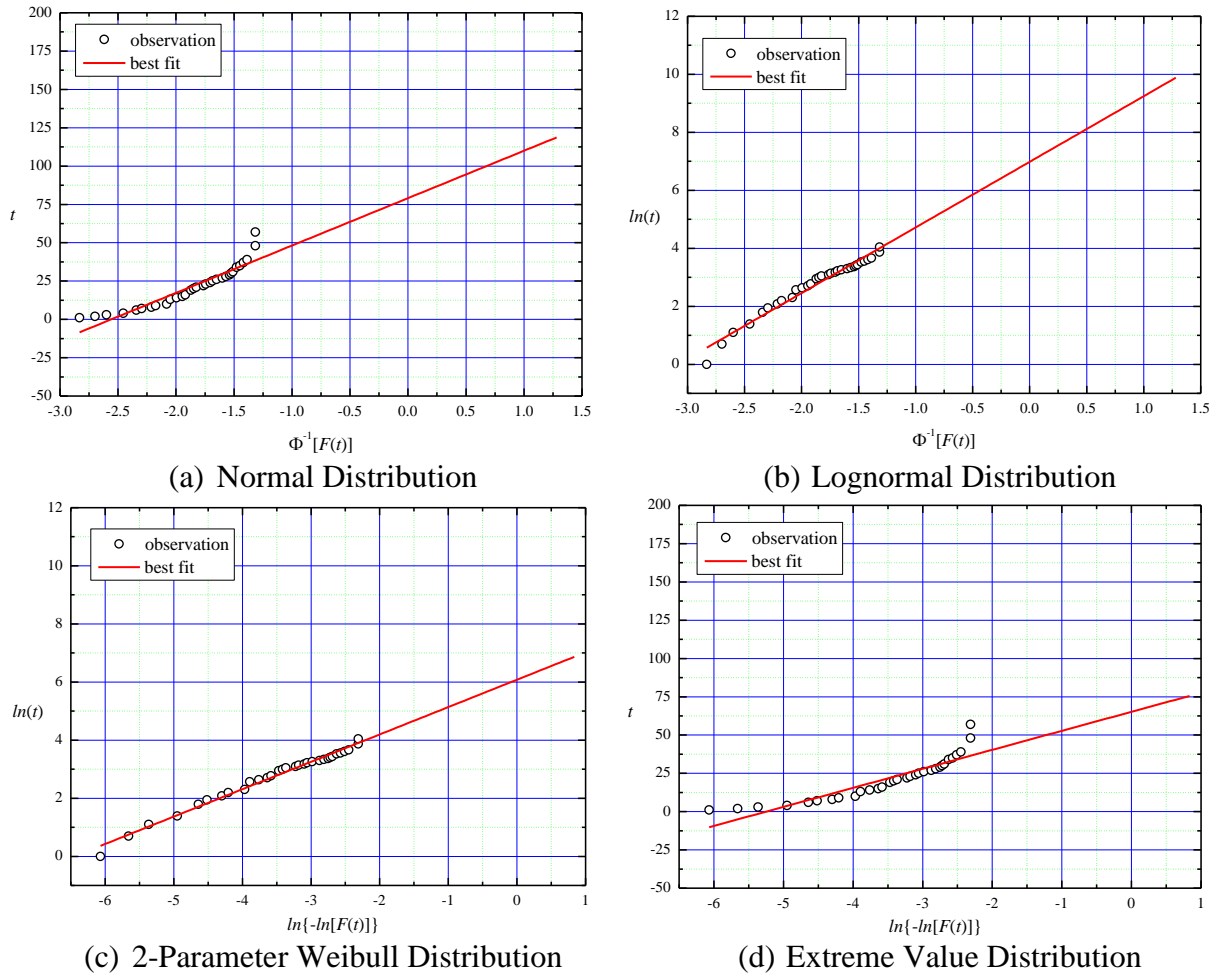 200
175
150
125
100
75
50
25
0
-25
-50
t
observation
best fit
-3.0 -2.5 -2.0 -1.5 -1.0 -0.5 0.0 0.5 1.0 1.5
Φ⁻¹[F(t)]
(a) Normal Distribution
12
10
8
6
4
2
0
ln(t)
observation
best fit
-3.0 -2.5 -2.0 -1.5 -1.0 -0.5 0.0 0.5 1.0 1.5
Φ⁻¹[F(t)]
(b) Lognormal Distribution
12
10
8
6
4
2
0
ln(t)
observation
best fit
-6 -5 -4 -3 -2 -1 0 1
ln{-ln[F(t)]}
(c) 2-Parameter Weibull Distribution
200
175
150
125
100
75
50
25
0
-25
-50
t
observation
best fit
-6 -5 -4 -3 -2 -1 0 1
ln{-ln[F(t)]}
(d) Extreme Value Distribution